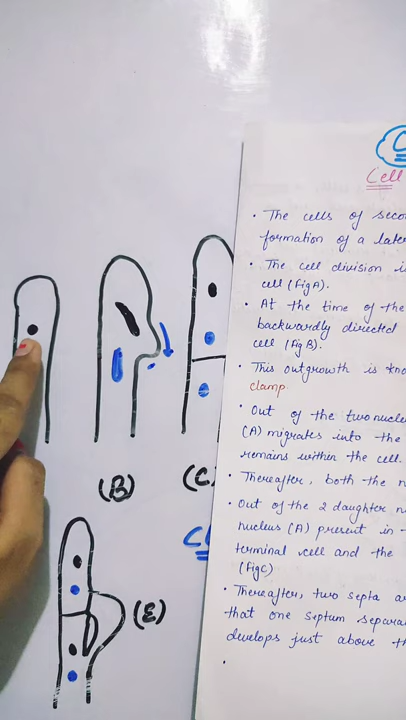 Cell
• The cells of secon
formation of a late
• The cell division i
cell (fig A).
• At the time of the
backwardly directed
cell (fig B).
• This outgrowth is kno
clamp.
• Out of the two nucle
(A) migrates into the
remains within the cell.
• Thereafter, both the n
• Out of the 2 daughter n
nucleus (A) present in t
terminal cell and the
(fig C)
• Thereafter, two septa a
that one septum separa
develops just above th
(B)
(C)
(E)